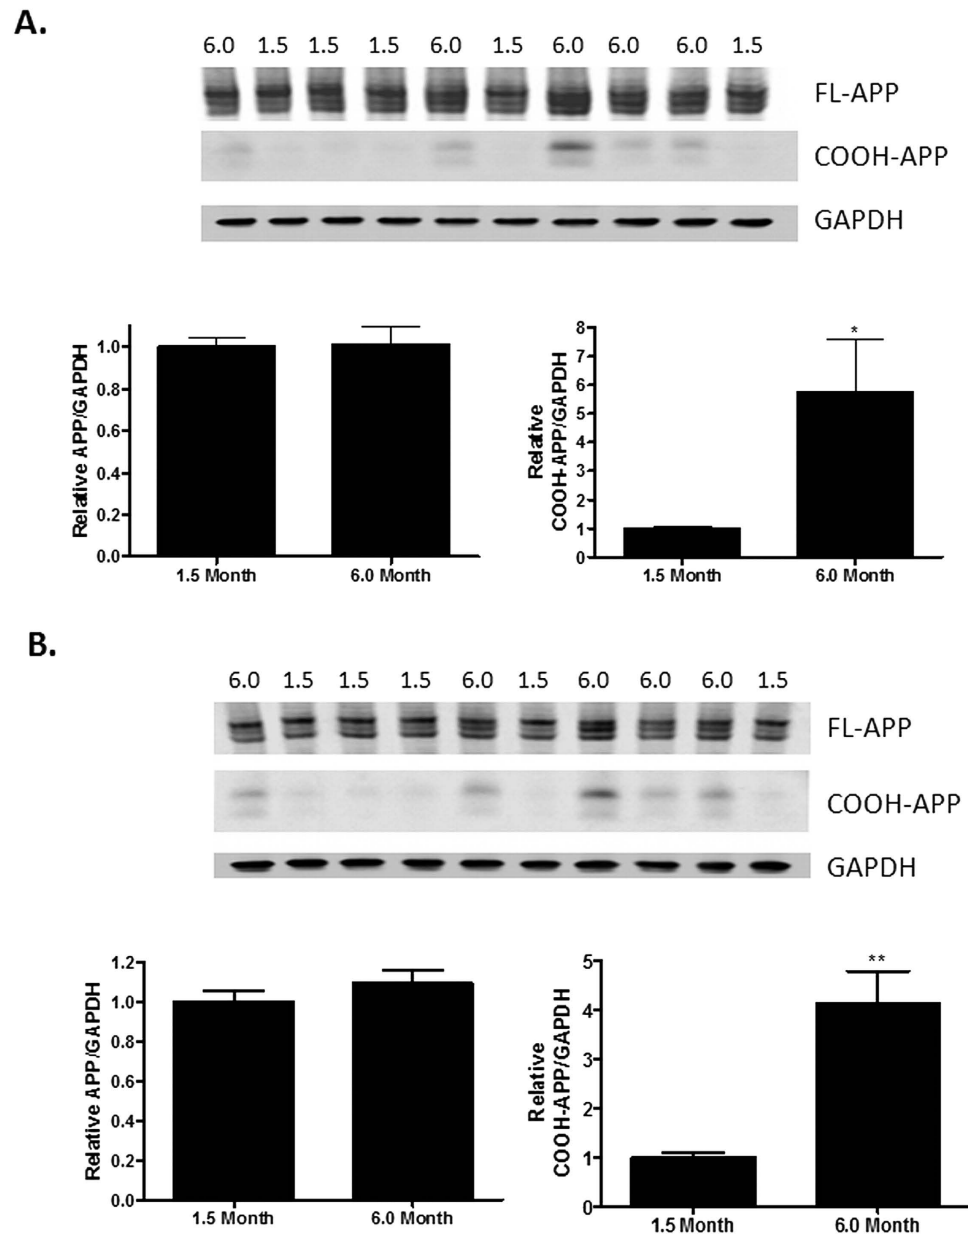 A.
6.0 1.5 1.5 1.5 6.0 1.5 6.0 6.0 6.0 1.5
FL-APP
COOH-APP
GAPDH
Relative APP/GAPDH
1.0
0.8
0.6
0.4
0.2
0.0
1.5 Month 6.0 Month
Relative
COOH-APP/GAPDH
8
7
6
5
4
3
2
1
0
*
1.5 Month 6.0 Month
B.
6.0 1.5 1.5 1.5 6.0 1.5 6.0 6.0 6.0 1.5
FL-APP
COOH-APP
GAPDH
Relative APP/GAPDH
1.2
1.0
0.8
0.6
0.4
0.2
0.0
1.5 Month 6.0 Month
Relative
COOH-APP/GAPDH
5
4
3
2
1
0
**
1.5 Month 6.0 Month